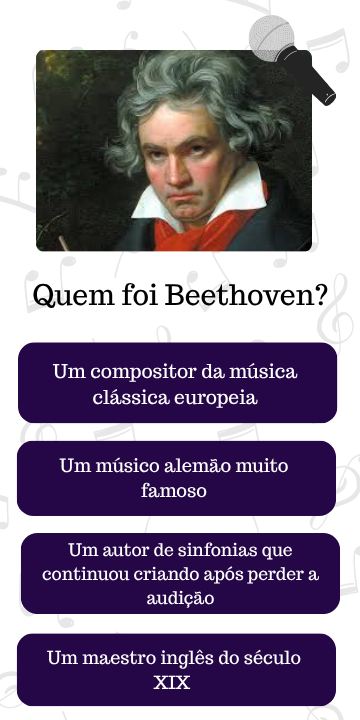 Quem foi Beethoven?
Um compositor da música
clássica europeia
Um músico alemão muito
famoso
Um autor de sinfonias que
continuou criando após perder a
audição
Um maestro inglês do século
XIX